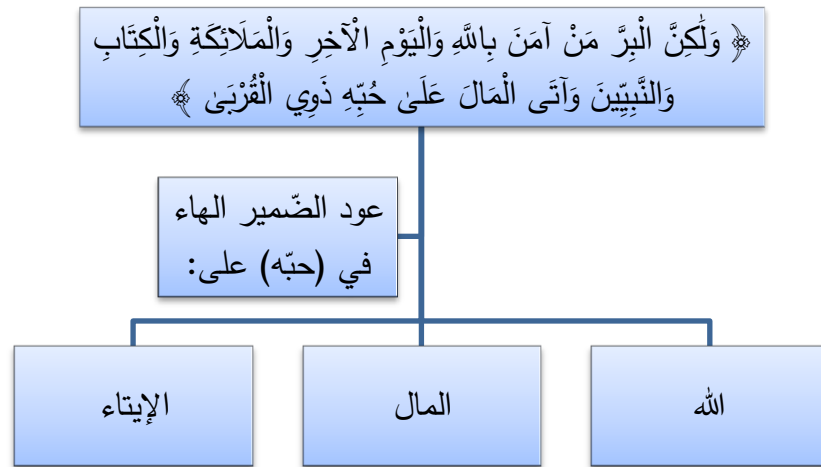 ﴿ وَلَٰكِنَّ الْبِرَّ مَنْ آمَنَ بِاللَّهِ وَالْيَوْمِ الْآخِرِ وَالْمَلَائِكَةِ وَالْكِتَابِ
وَالنَّبِيِّينَ وَآتَى الْمَالَ عَلَىٰ حُبِّهِ ذَوِي الْقُرْبَىٰ ﴾
عود الضّمير الهاء
في (حبّه) على:
الله
المال
الإيتاء